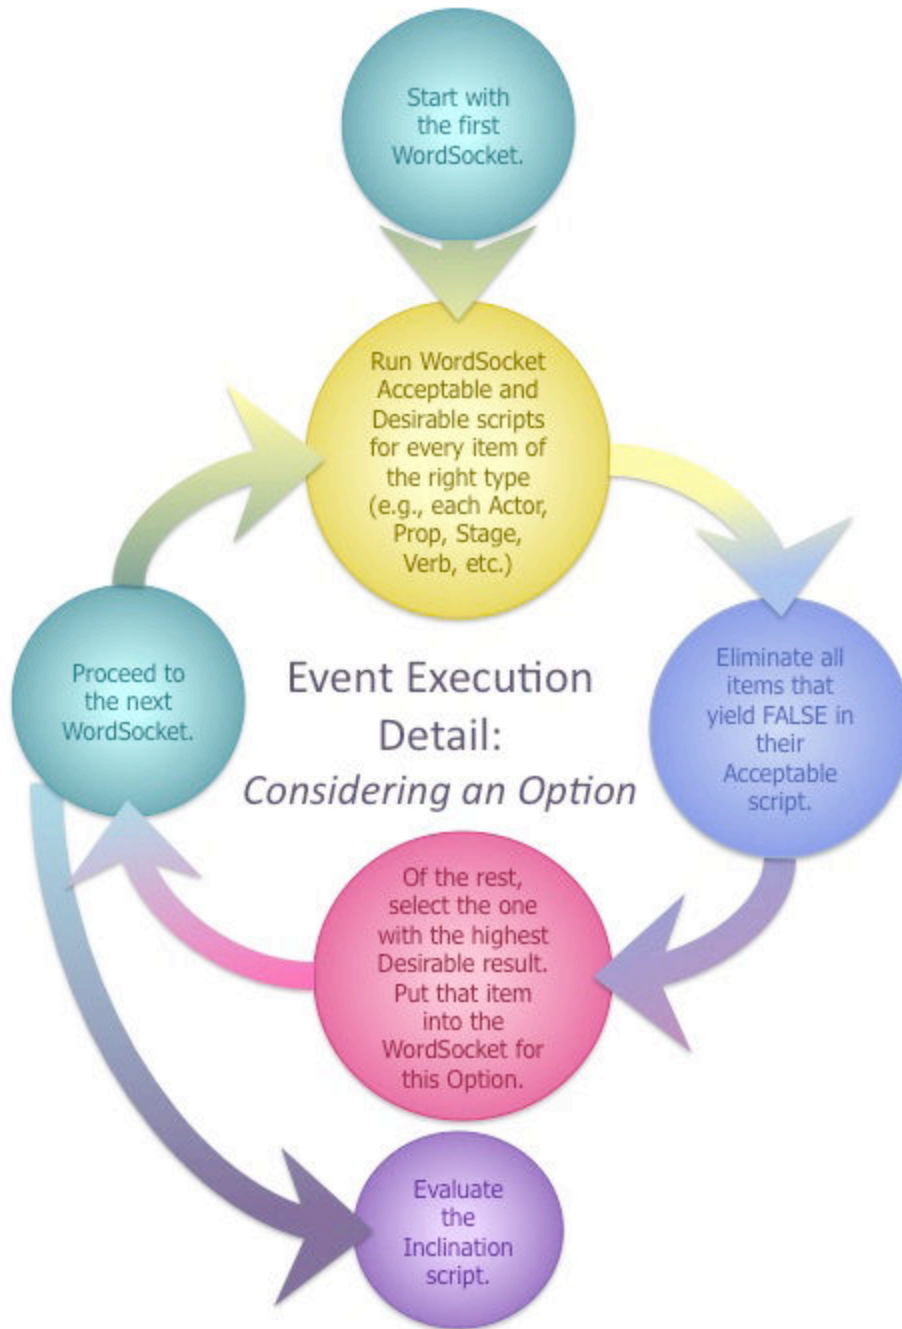 Start with
the first
WordSocket.
Run WordSocket
Acceptable and
Desirable scripts
for every item of
the right type
(e.g., each Actor,
Prop, Stage,
Verb, etc.)
Eliminate all
items that
yield FALSE in
their
Acceptable
script.
Of the rest,
select the one
with the highest
Desirable result.
Put that item
into the
WordSocket for
this Option.
Proceed to
the next
WordSocket.
Event Execution
Detail:
Considering an Option
Evaluate
the
Inclination
script.